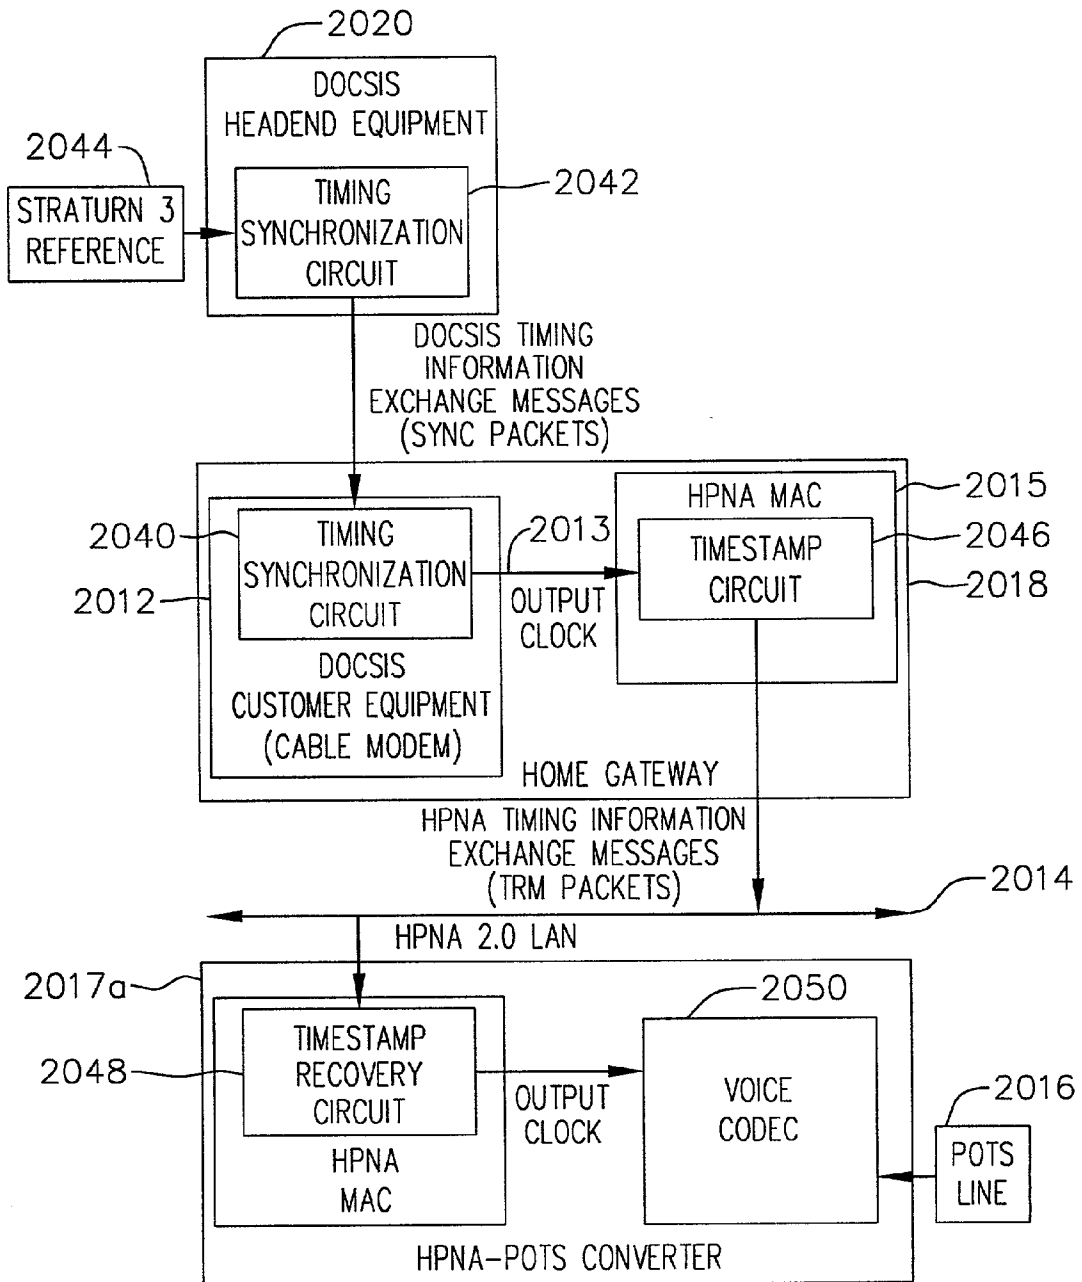 2020
DOCSIS
HEADEND EQUIPMENT
2044
STRATURN 3
REFERENCE
TIMING
SYNCHRONIZATION
CIRCUIT
2042
DOCSIS TIMING
INFORMATION
EXCHANGE MESSAGES
(SYNC PACKETS)
HPNA MAC
2015
2040
TIMING
SYNCHRONIZATION
CIRCUIT
2013
OUTPUT
CLOCK
TIMESTAMP
CIRCUIT
2046
2018
2012
DOCSIS
CUSTOMER EQUIPMENT
(CABLE MODEM)
HOME GATEWAY
HPNA TIMING INFORMATION
EXCHANGE MESSAGES
(TRM PACKETS)
2014
HPNA 2.0 LAN
2017a
2048
TIMESTAMP
RECOVERY
CIRCUIT
HPNA
MAC
OUTPUT
CLOCK
2050
VOICE
CODEC
2016
POTS
LINE
HPNA-POTS CONVERTER